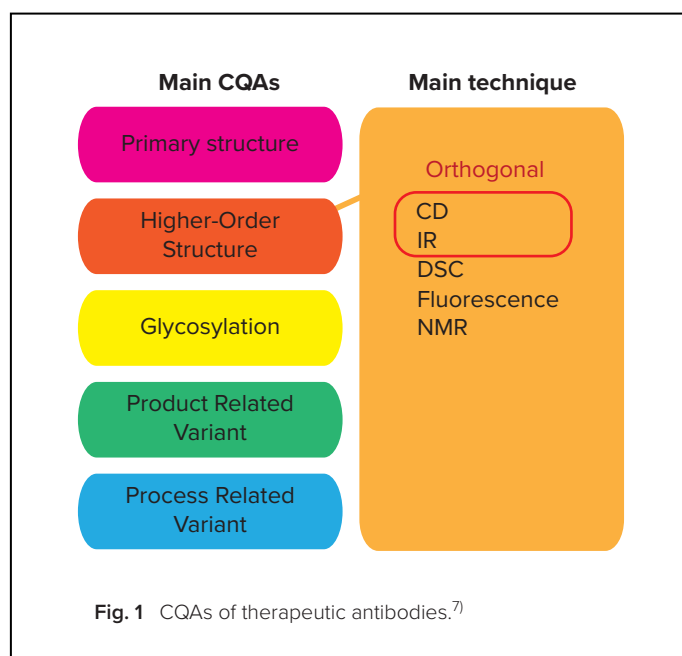 Main CQAs
Primary structure
Higher-Order
Structure
Glycosylation
Product Related
Variant
Process Related
Variant
Main technique
Orthogonal
CD
IR
DSC
Fluorescence
NMR
Fig. 1 CQAs of therapeutic antibodies.7)